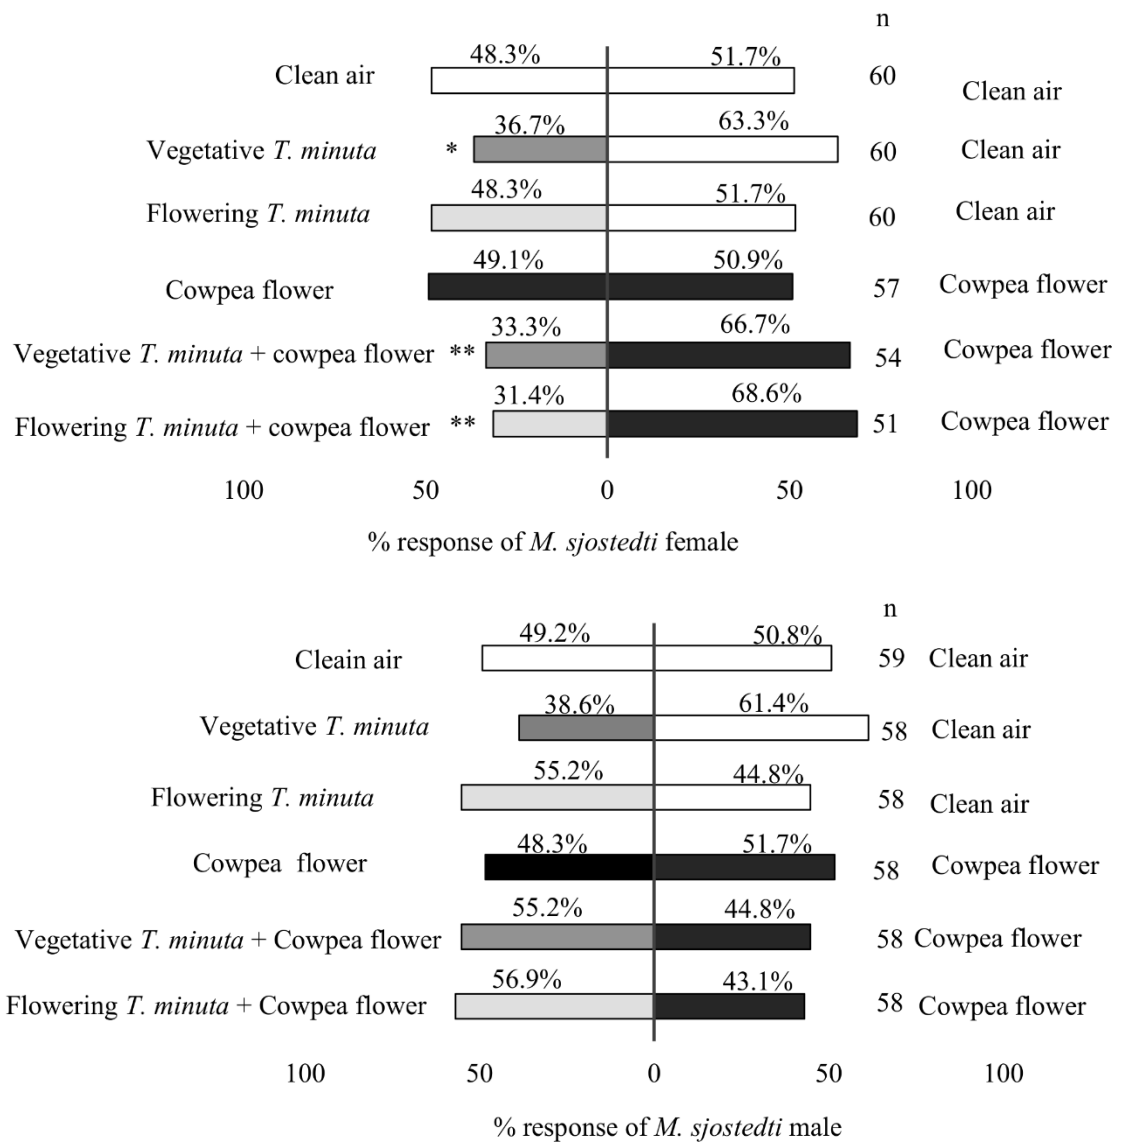 n
48.3% 51.7%
Clean air 60 Clean air
36.7% 63.3%
Vegetative T. minuta * 60 Clean air
48.3% 51.7%
Flowering T. minuta 60 Clean air
49.1% 50.9%
Cowpea flower 57 Cowpea flower
33.3% 66.7%
Vegetative T. minuta + cowpea flower ** 54 Cowpea flower
31.4% 68.6%
Flowering T. minuta + cowpea flower ** 51 Cowpea flower
100 50 0 50 100
% response of M. sjostedti female
n
49.2% 50.8%
Cleain air 59 Clean air
38.6% 61.4%
Vegetative T. minuta 58 Clean air
55.2% 44.8%
Flowering T. minuta 58 Clean air
48.3% 51.7%
Cowpea flower 58 Cowpea flower
55.2% 44.8%
Vegetative T. minuta + Cowpea flower 58 Cowpea flower
56.9% 43.1%
Flowering T. minuta + Cowpea flower 58 Cowpea flower
100 50 0 50 100
% response of M. sjostedti male